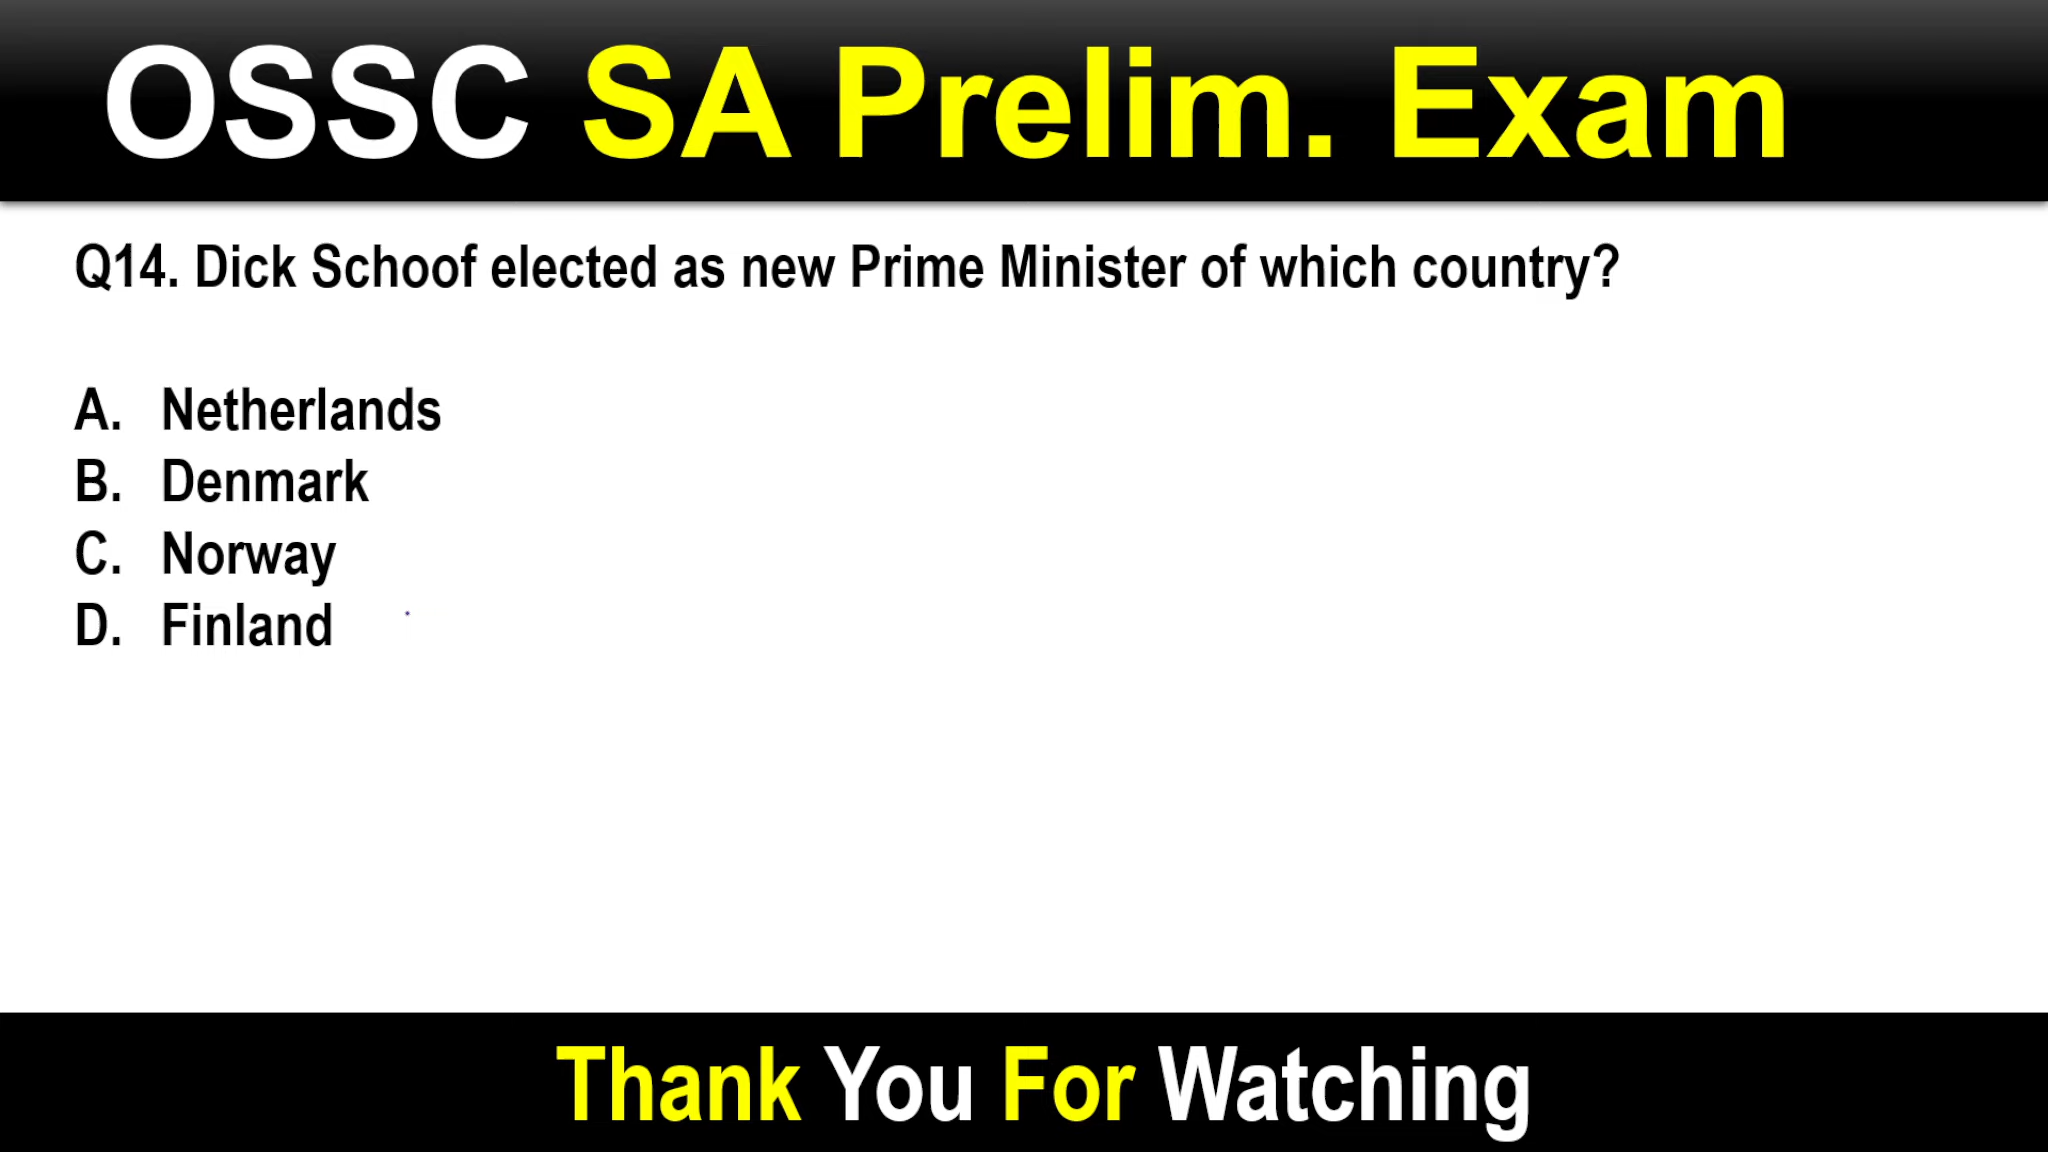 OSSC SA Prelim. Exam
Q14. Dick Schoof elected as new Prime Minister of which country?
A. Netherlands
B. Denmark
C. Norway
D. Finland
Thank You For Watching